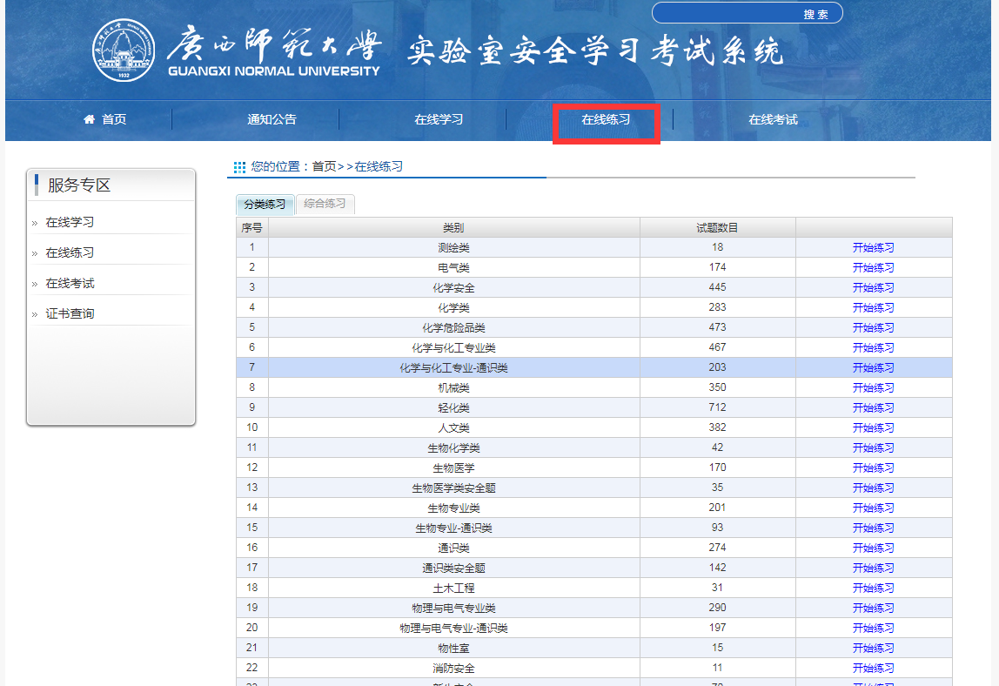 搜 索
廣西師範大學
GUANGXI NORMAL UNIVERSITY
1932
实验室安全学习考试系统
首页 通知公告 在线学习 在线练习 在线考试
服务专区
» 在线学习
» 在线练习
» 在线考试
» 证书查询
您的位置：首页>>在线练习
分类练习 综合练习
序号 类别 试题数目
1 测绘类 18 开始练习
2 电气类 174 开始练习
3 化学安全 445 开始练习
4 化学类 283 开始练习
5 化学危险品类 473 开始练习
6 化学与化工专业类 467 开始练习
7 化学与化工专业-通识类 203 开始练习
8 机械类 350 开始练习
9 轻化类 712 开始练习
10 人文类 382 开始练习
11 生物化学类 42 开始练习
12 生物医学 170 开始练习
13 生物医学类安全题 35 开始练习
14 生物专业类 201 开始练习
15 生物专业-通识类 93 开始练习
16 通识类 274 开始练习
17 通识类安全题 142 开始练习
18 土木工程 31 开始练习
19 物理与电气专业类 290 开始练习
20 物理与电气专业-通识类 197 开始练习
21 物性室 15 开始练习
22 消防安全 11 开始练习